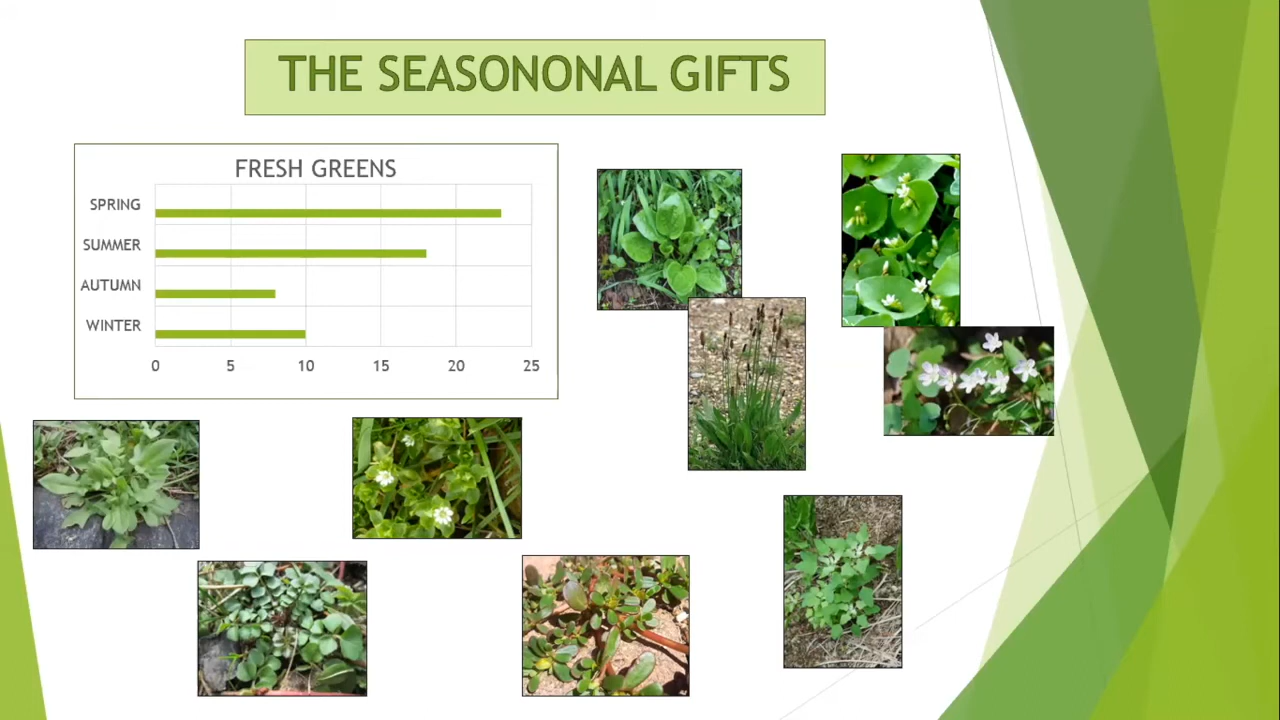 THE SEASONONAL GIFTS
FRESH GREENS
SPRING
SUMMER
AUTUMN
WINTER
0 5 10 15 20 25